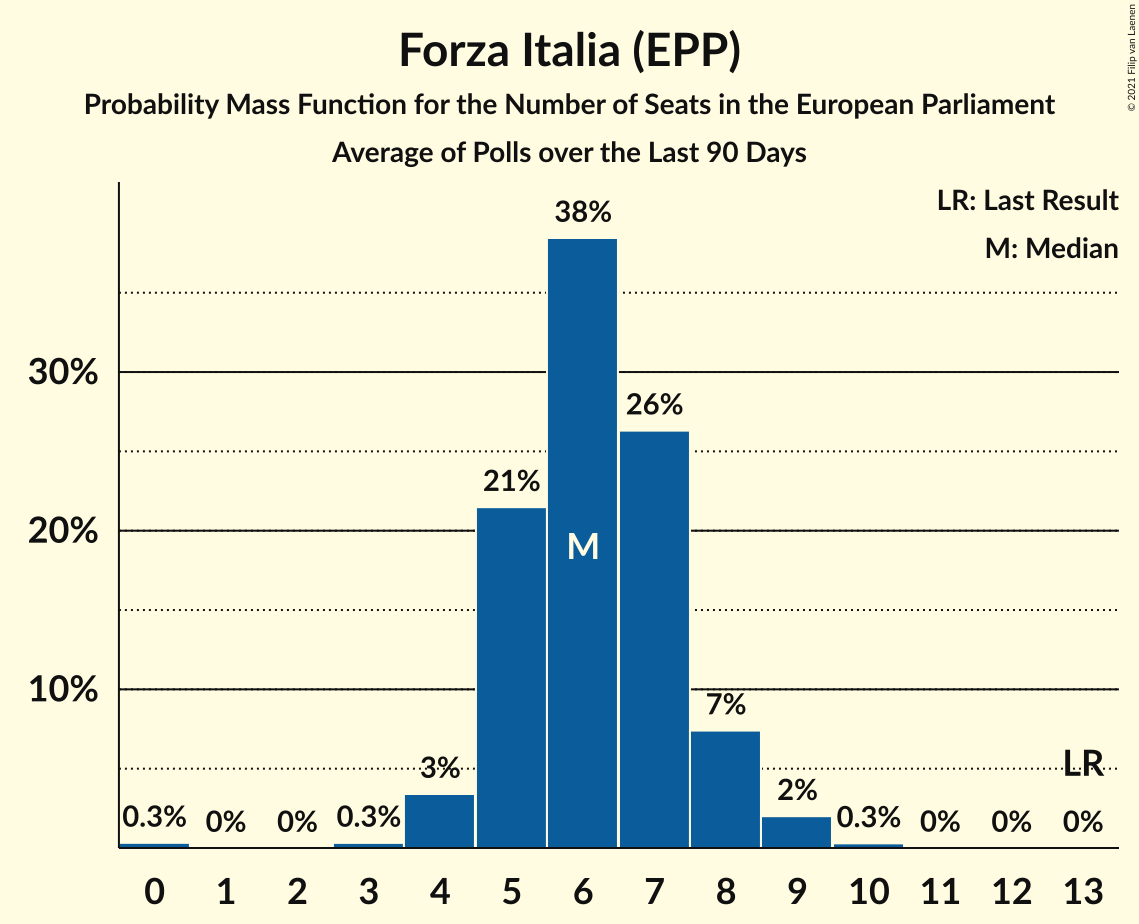 Forza Italia (EPP)
Probability Mass Function for the Number of Seats in the European Parliament
Average of Polls over the Last 90 Days
© 2021 Filip van Laenen
LR: Last Result
M: Median
38%
30%
26%
21%
20%
M
10%
7%
3%
LR
2%
0.3% 0% 0% 0.3% 0.3% 0% 0% 0%
0 1 2 3 4 5 6 7 8 9 10 11 12 13